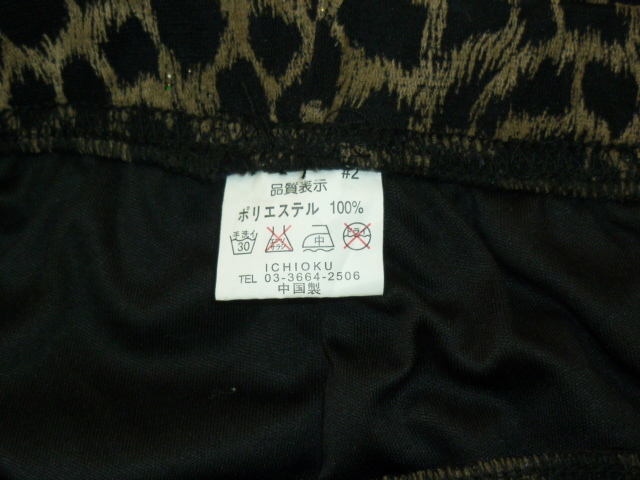 #2
品質表示
ポリエステル 100%
手洗イ
30
中
ICHIOKU
TEL 03-3664-2506
中国製